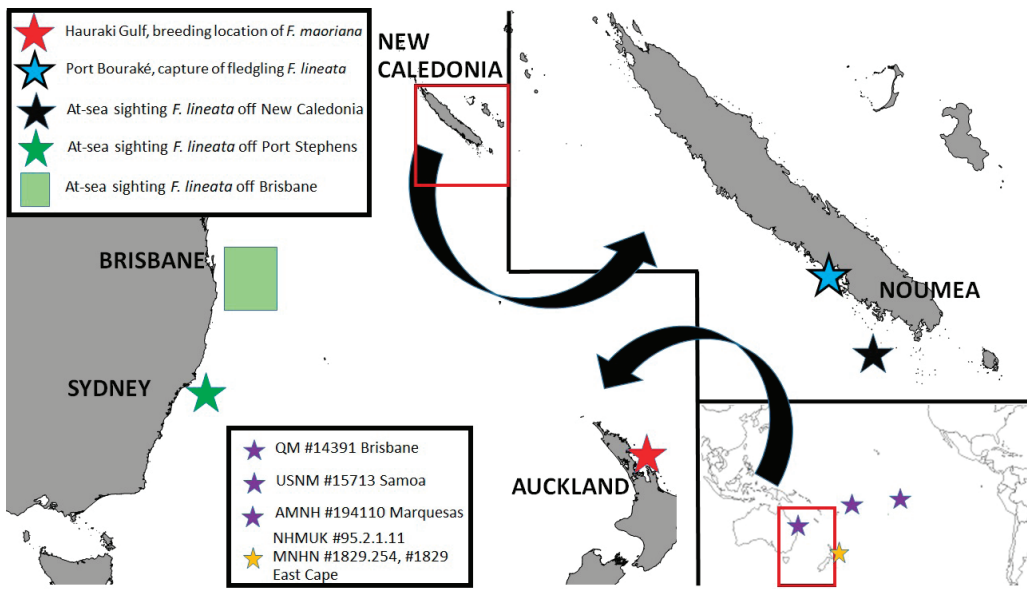 Hauraki Gulf, breeding location of F. maoriana
Port Bouraké, capture of fledgling F. lineata
At-sea sighting F. lineata off New Caledonia
At-sea sighting F. lineata off Port Stephens
At-sea sighting F. lineata off Brisbane
NEW
CALEDONIA
BRISBANE
NOUMEA
SYDNEY
AUCKLAND
QM #14391 Brisbane
USNM #15713 Samoa
AMNH #194110 Marquesas
NHMUK #95.2.1.11
MNHN #1829.254, #1829
East Cape